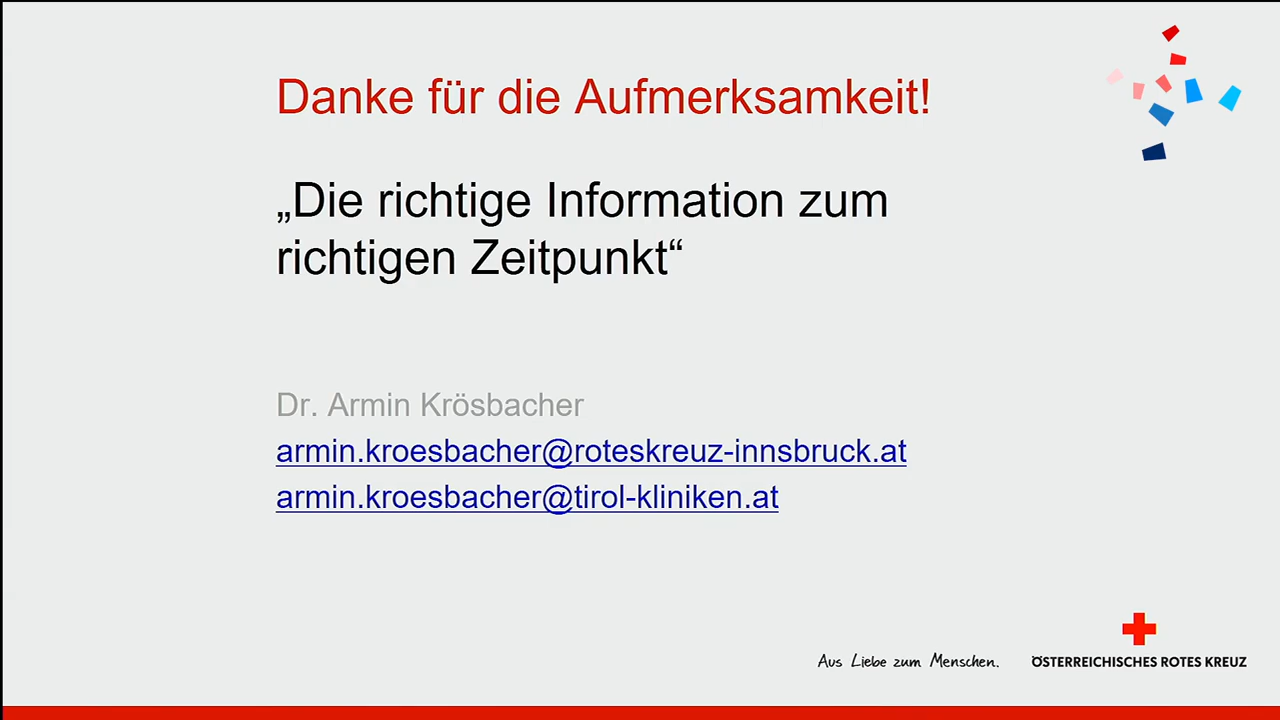 Danke für die Aufmerksamkeit!
„Die richtige Information zum
richtigen Zeitpunkt“
Dr. Armin Krösbacher
armin.kroesbacher@roteskreuz-innsbruck.at
armin.kroesbacher@tirol-kliniken.at
Aus Liebe zum Menschen.
ÖSTERREICHISCHES ROTES KREUZ